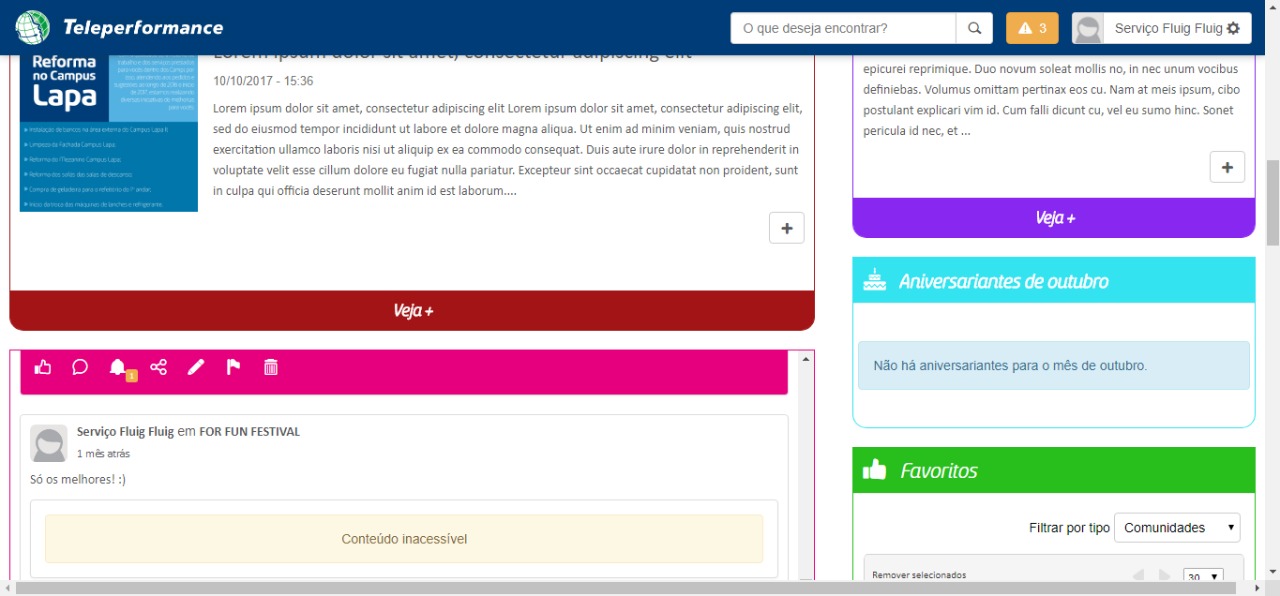 Teleperformance
O que deseja encontrar?
3
Serviço Fluig Fluig
Reforma
no Campus
Lapa
» Instalação de bancos na área externa do Campus Lapa II;
» Limpeza da Fachada Campus Lapa;
» Reforma do Mezanino Campus Lapa;
» Reforma dos sofás das salas de descanso;
» Compra de geladeira para o refeitório do 1º andar;
Lorem ipsum dolor sit amet, consectetur adipiscing elit
10/10/2017 - 15:36
Lorem ipsum dolor sit amet, consectetur adipiscing elit Lorem ipsum dolor sit amet, consectetur adipiscing elit,
sed do eiusmod tempor incididunt ut labore et dolore magna aliqua. Ut enim ad minim veniam, quis nostrud
exercitation ullamco laboris nisi ut aliquip ex ea commodo consequat. Duis aute irure dolor in reprehenderit in
voluptate velit esse cillum dolore eu fugiat nulla pariatur. Excepteur sint occaecat cupidatat non proident, sunt
in culpa qui officia deserunt mollit anim id est laborum....
Veja +
1
Serviço Fluig Fluig em FOR FUN FESTIVAL
1 mês atrás
Só os melhores! :)
Conteúdo inacessível
epicurei reprimique. Duo novum soleat mollis no, in nec unum vocibus
definiebas. Volumus omittam pertinax eos cu. Nam at meis ipsum, cibo
postulant explicari vim id. Cum falli dicunt cu, vel eu sumo hinc. Sonet
pericula id nec, et ...
Veja +
Aniversariantes de outubro
Não há aniversariantes para o mês de outubro.
Favoritos
Filtrar por tipo Comunidades
Remover selecionados
30